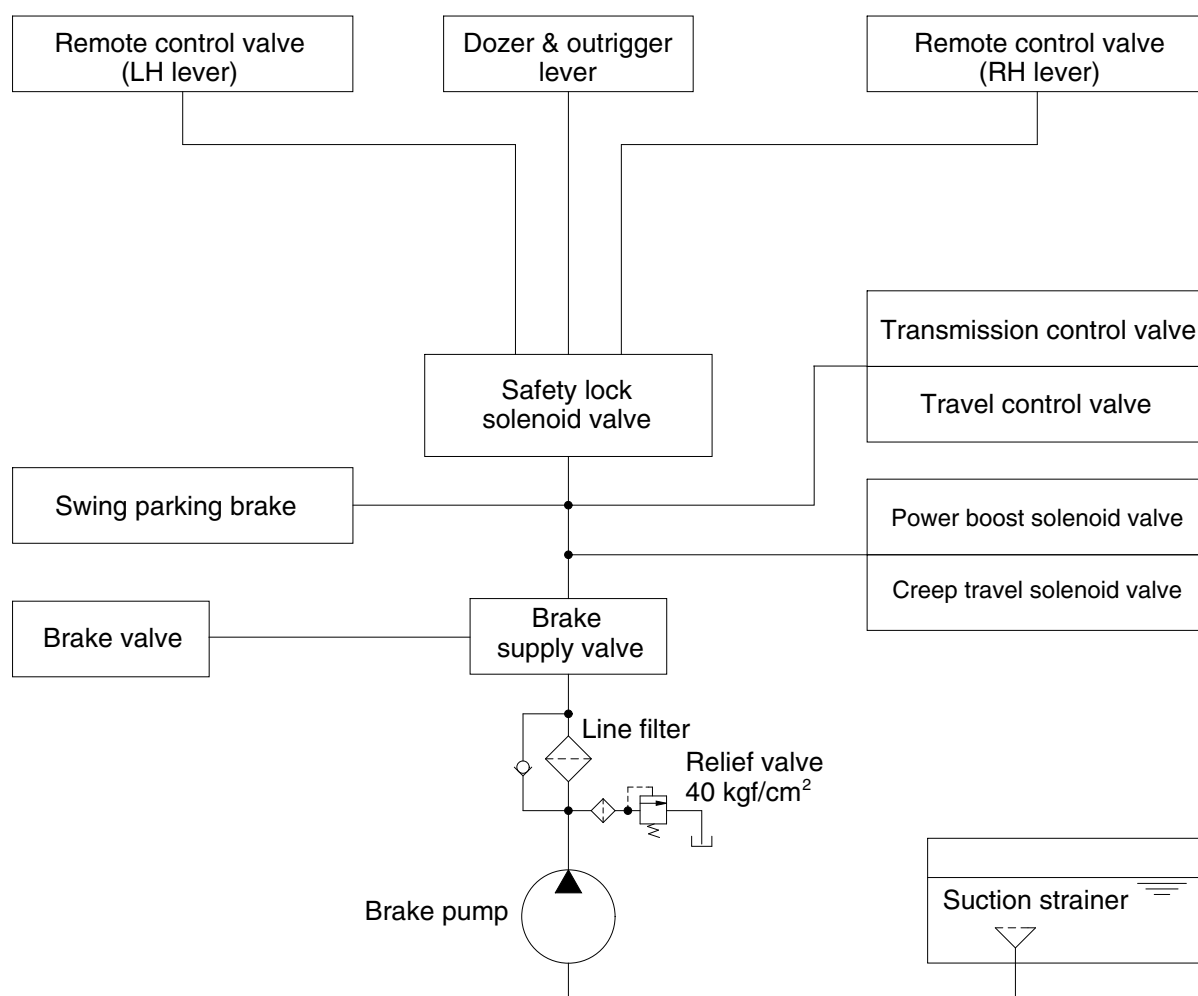 Remote control valve
(LH lever)
Dozer & outrigger
lever
Remote control valve
(RH lever)
Transmission control valve
Safety lock
solenoid valve
Travel control valve
Swing parking brake
Power boost solenoid valve
Creep travel solenoid valve
Brake valve
Brake
supply valve
Line filter
Relief valve
40 kgf/cm²
Brake pump
Suction strainer